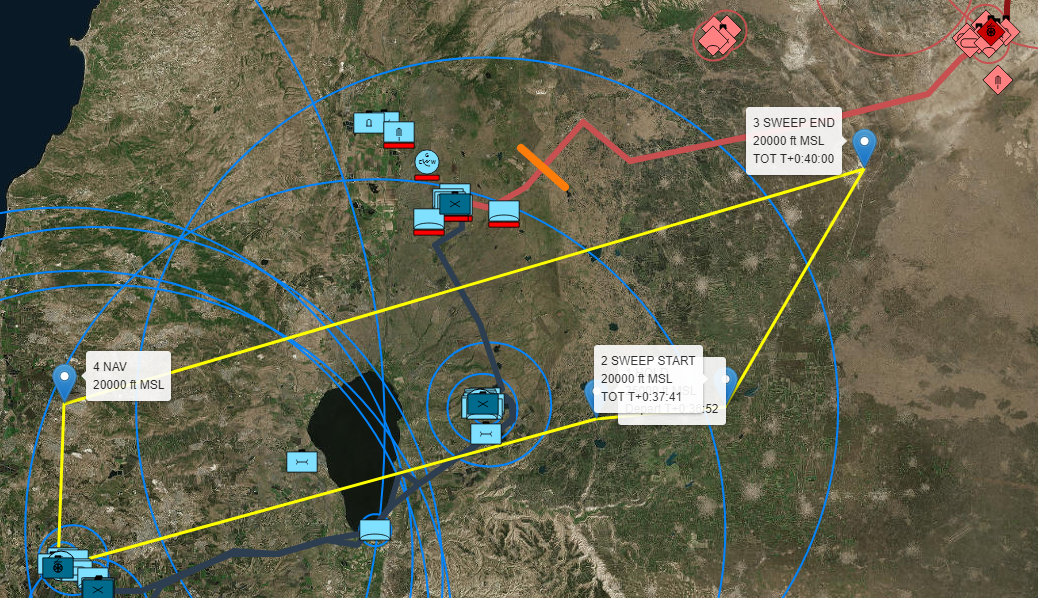 3 SWEEP END
20000 ft MSL
TOT T+0:40:00
2 SWEEP START
20000 ft MSL
TOT T+0:37:41
4 NAV
20000 ft MSL